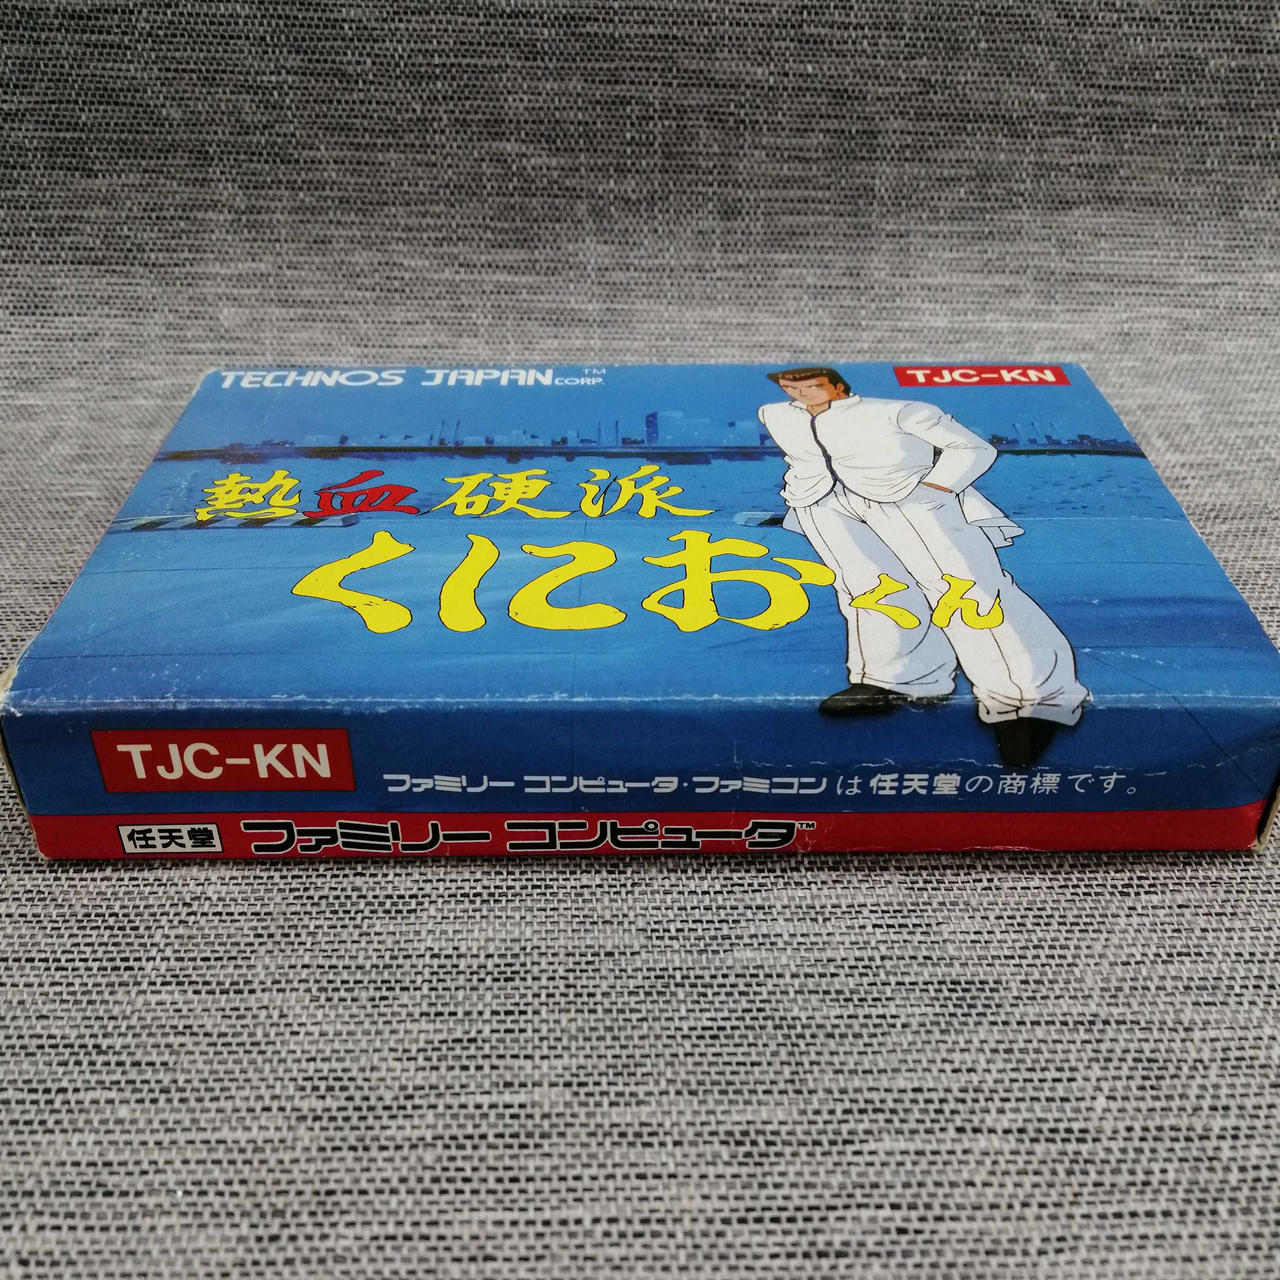 TECHNOS JAPAN CORP.™
TJC-KN
熱血硬派
くにおくん
TJC-KN
ファミリー コンピュータ・ファミコンは任天堂の商標です。
任天堂 ファミリー コンピュータ™